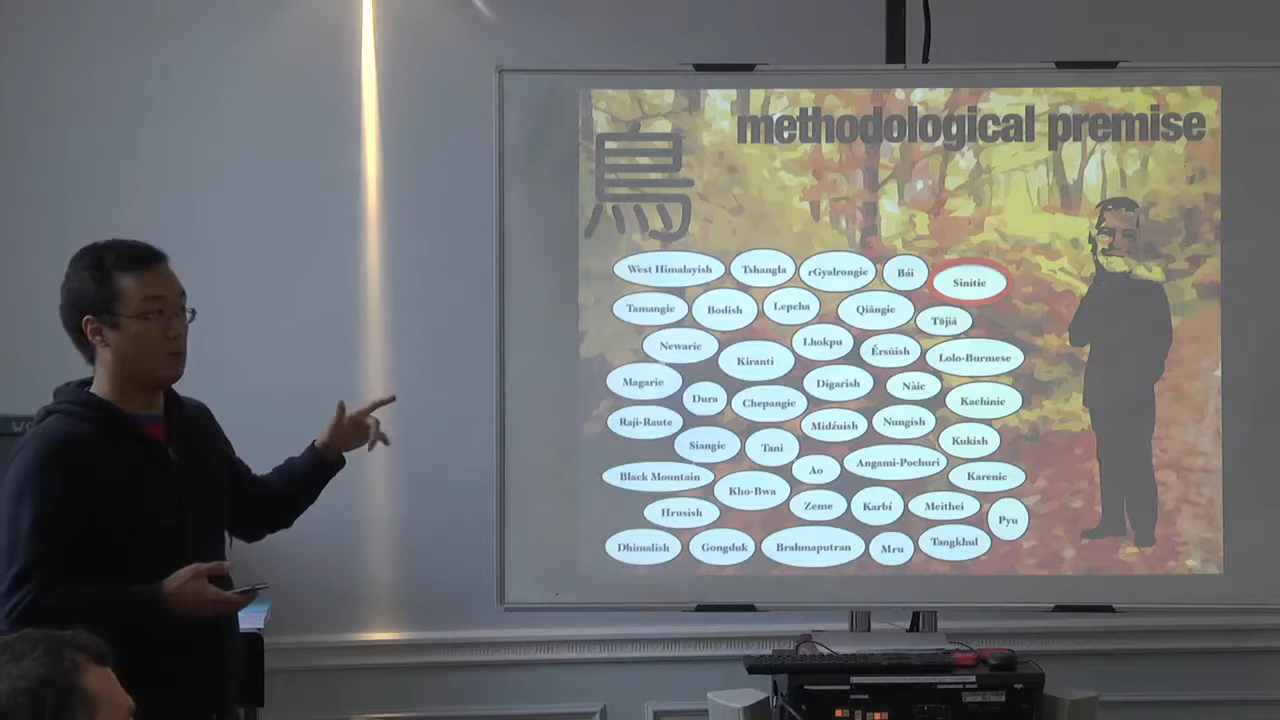 methodological premise
鳥
West Himalayish Tshangla rGyalrongic Bái Sinitic
Tamangic Bodish Lepcha Qiāngic Tǔjiā
Newaric Kiranti Lhokpu Ěrsūish Lolo-Burmese
Magaric Dura Chepangic Digarish Nàic Kachinic
Raji-Raute Siangic Tani Midźuish Nungish Kukish
Black Mountain Kho-Bwa Ao Angami-Pochuri Karenic
Hrusish Zeme Karbí Meithei Pyu
Dhimalish Gongduk Brahmaputran Mru Tangkhul